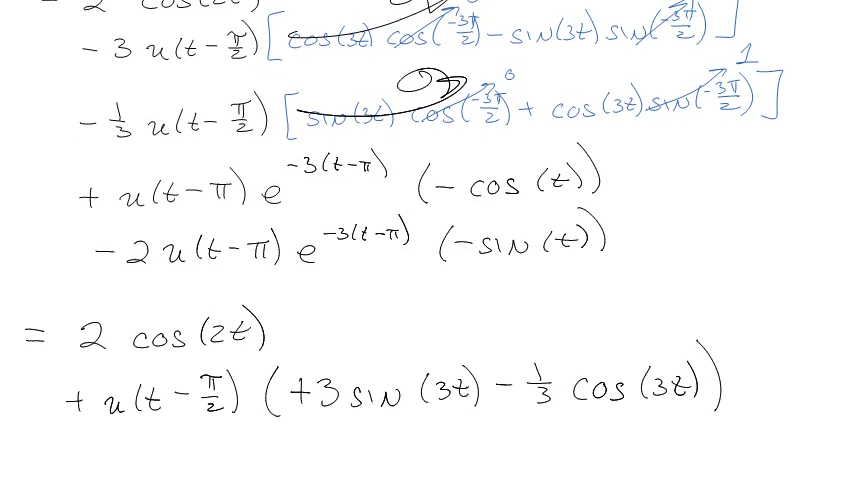 = 2 cos(2t)
- 3 u(t - π/2) [cos(3t) cos(-3π/2) - sin(3t) sin(-3π/2)]
0 1
- 1/3 u(t - π/2) [sin(3t) cos(-3π/2) + cos(3t) sin(-3π/2)]
+ u(t - π) e^{-3(t-π)} (- cos (t))
- 2 u(t - π) e^{-3(t-π)} (- sin (t))
= 2 cos(2t)
+ u(t - π/2) (+3 sin (3t) - 1/3 cos (3t))